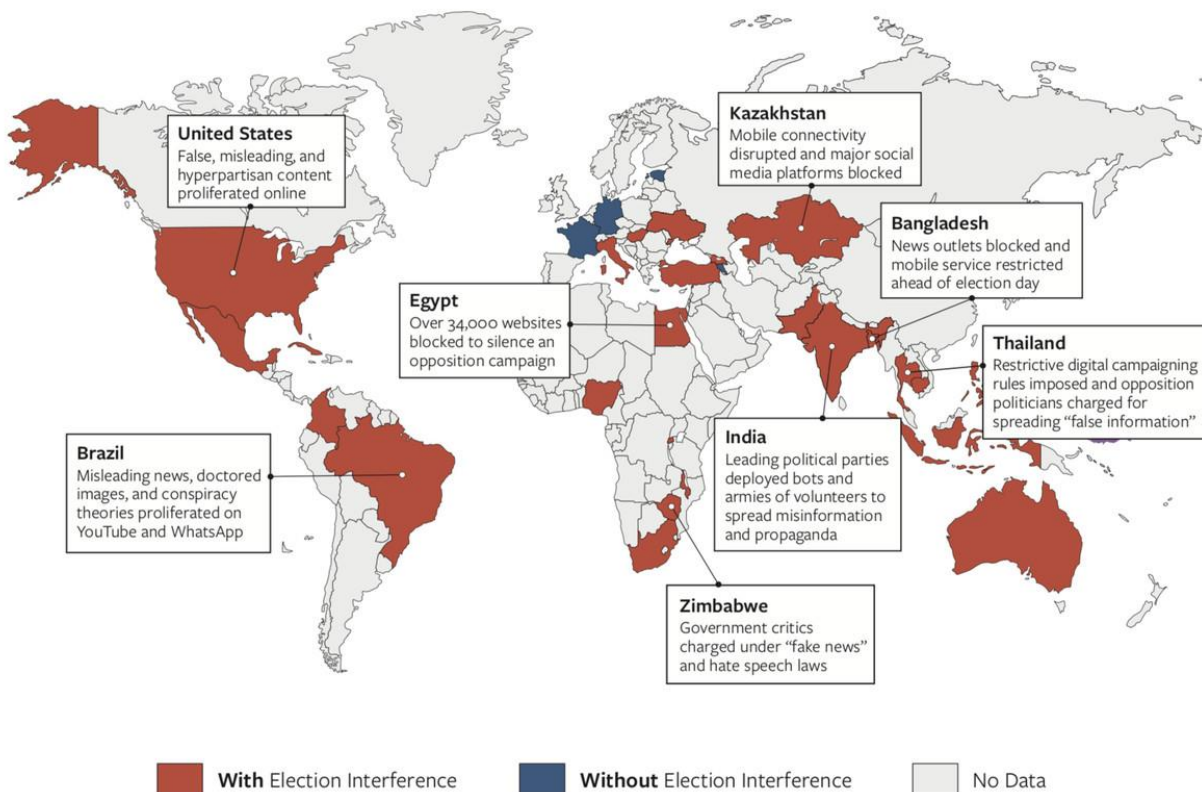 United States
False, misleading, and
hyperpartisan content
proliferated online
Kazakhstan
Mobile connectivity
disrupted and major social
media platforms blocked
Bangladesh
News outlets blocked and
mobile service restricted
ahead of election day
Egypt
Over 34,000 websites
blocked to silence an
opposition campaign
Thailand
Restrictive digital campaigning
rules imposed and opposition
politicians charged for
spreading “false information”
Brazil
Misleading news, doctored
images, and conspiracy
theories proliferated on
YouTube and WhatsApp
India
Leading political parties
deployed bots and
armies of volunteers to
spread misinformation
and propaganda
Zimbabwe
Government critics
charged under “fake news”
and hate speech laws
With Election Interference
Without Election Interference
No Data